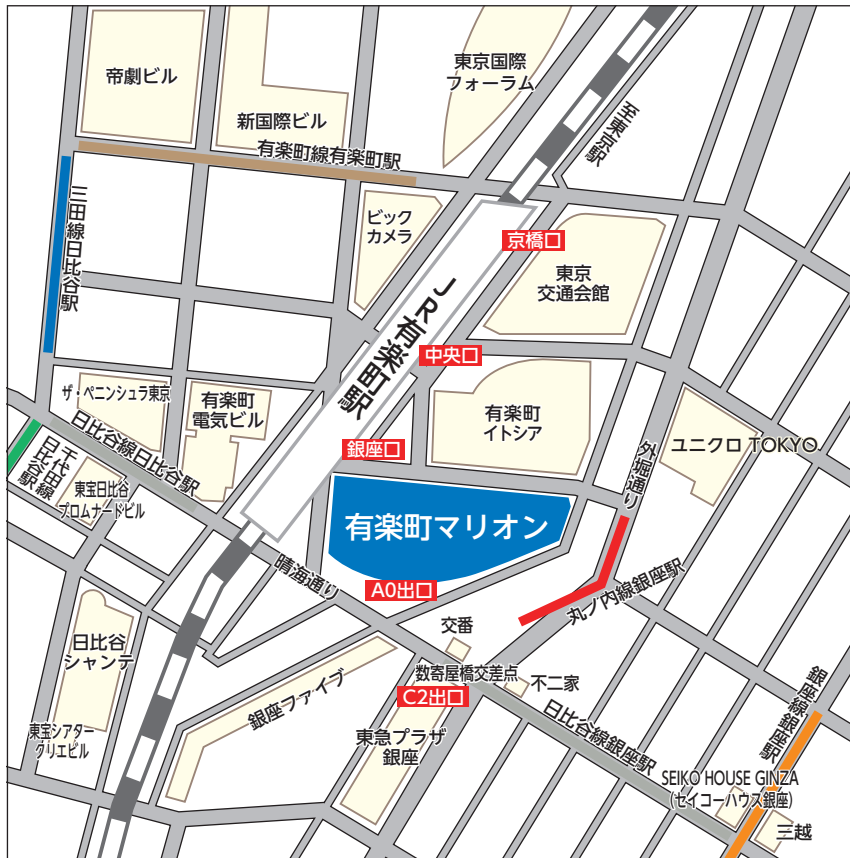 帝劇ビル
新国際ビル
東京国際
フォーラム
至東京駅
有楽町線有楽町駅
三田線日比谷駅
ビック
カメラ
京橋口
東京
交通会館
JR有楽町駅
中央口
ザ・ペニンシュラ東京
有楽町
電気ビル
有楽町
イトシア
銀座口
外堀通り
ユニクロ TOKYO
日比谷線日比谷駅
千代田線
日比谷駅
東宝日比谷
プロムナードビル
有楽町マリオン
晴海通り
A0出口
丸ノ内線銀座駅
交番
日比谷
シャンテ
数寄屋橋交差点
不二家
C2出口
銀座ファイブ
東急プラザ
銀座
日比谷線銀座駅
銀座線銀座駅
東宝シアター
クリエビル
SEIKO HOUSE GINZA
(セイコーハウス銀座)
三越